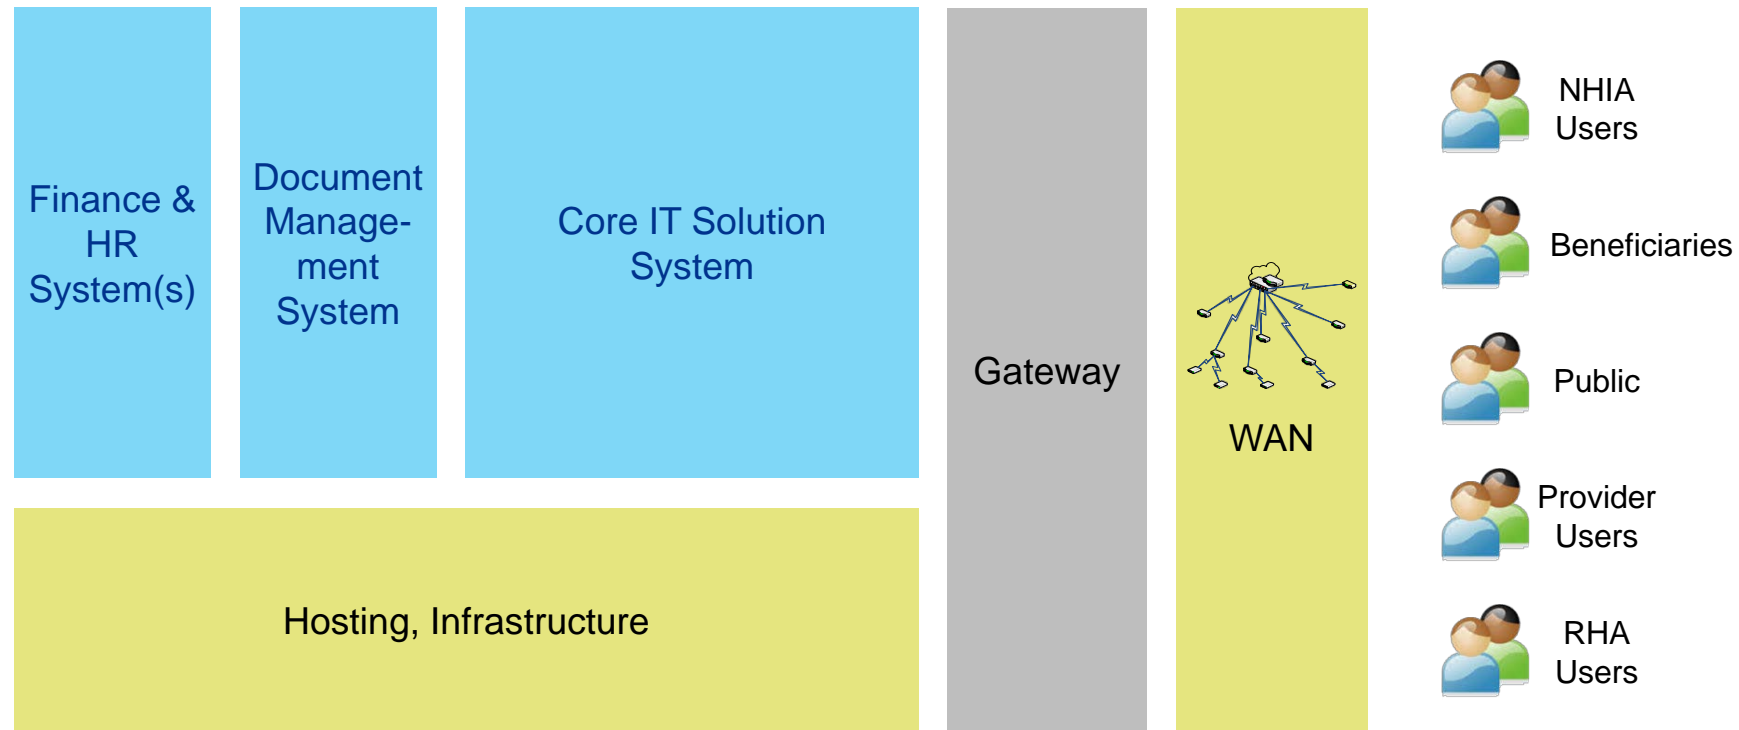 Finance &
HR
System(s)
Document
Manage-
ment
System
Core IT Solution
System
Hosting, Infrastructure
Gateway
WAN
NHIA
Users
Beneficiaries
Public
Provider
Users
RHA
Users